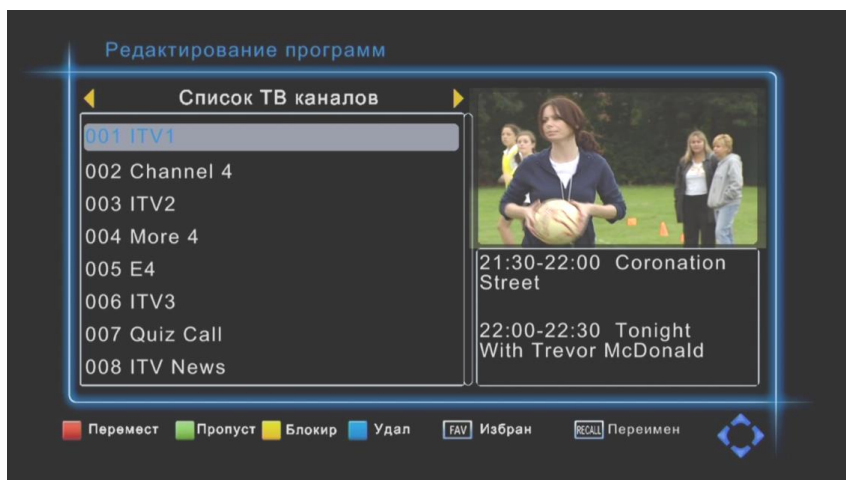 Редактирование программ
Список ТВ каналов
001 ITV1
002 Channel 4
003 ITV2
004 More 4
005 E4
006 ITV3
007 Quiz Call
008 ITV News
21:30-22:00 Coronation
Street
22:00-22:30 Tonight
With Trevor McDonald
Перемест Пропуст Блокир Удал FAV Избран RECALL Переимен